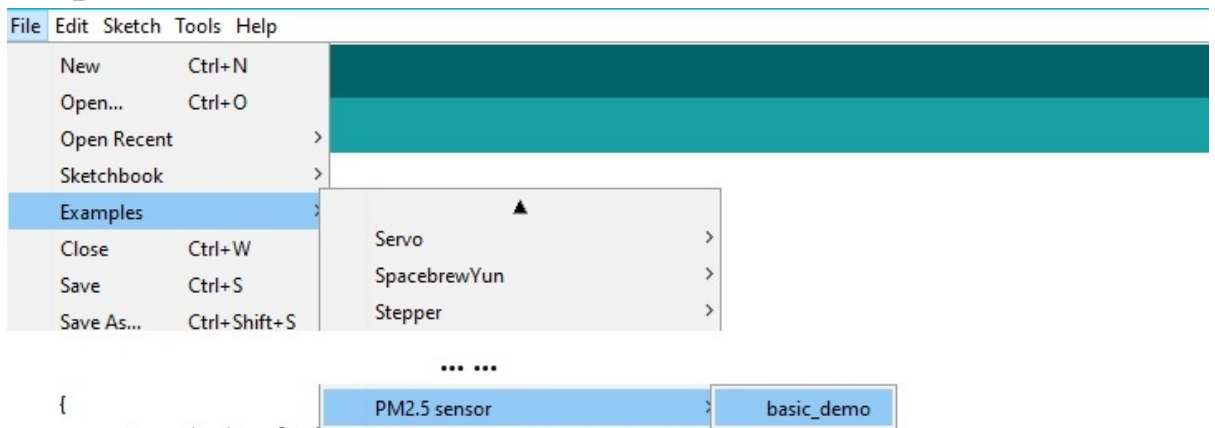 File Edit Sketch Tools Help
New Ctrl+N
Open... Ctrl+O
Open Recent >
Sketchbook >
Examples >
Close Ctrl+W
Save Ctrl+S
Save As... Ctrl+Shift+S
▲
Servo >
SpacebrewYun >
Stepper >
... ...
{
PM2.5 sensor >
basic_demo